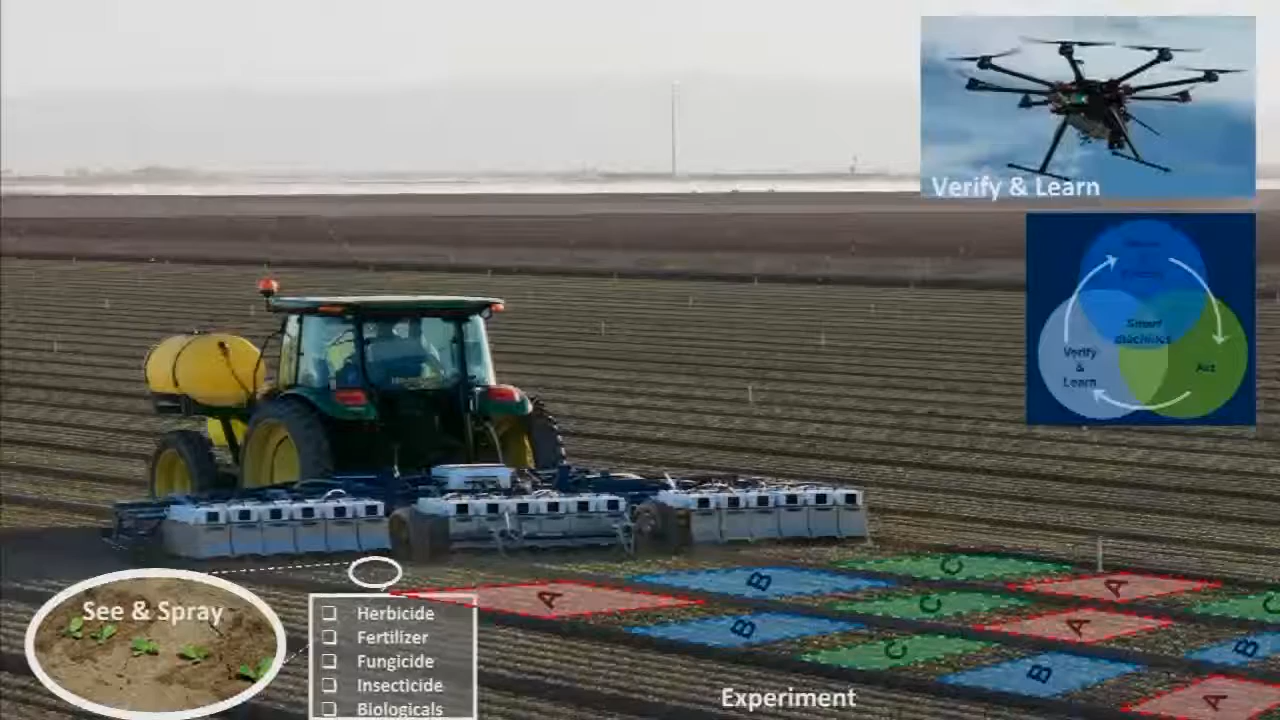 Verify & Learn
Smart
Machines
Verify
&
Learn
Act
See & Spray
❑ Herbicide
❑ Fertilizer
❑ Fungicide
❑ Insecticide
❑ Biologicals
A
B
C
A
B
C
A
C
C
B
B
A
Experiment